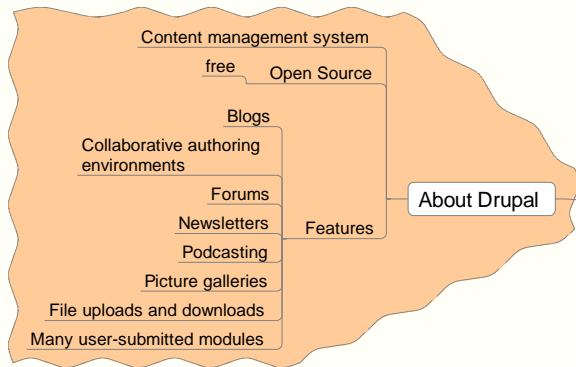 Content management system
free
Open Source
Blogs
Collaborative authoring
environments
Forums
Newsletters
Podcasting
Picture galleries
File uploads and downloads
Many user-submitted modules
Features
About Drupal